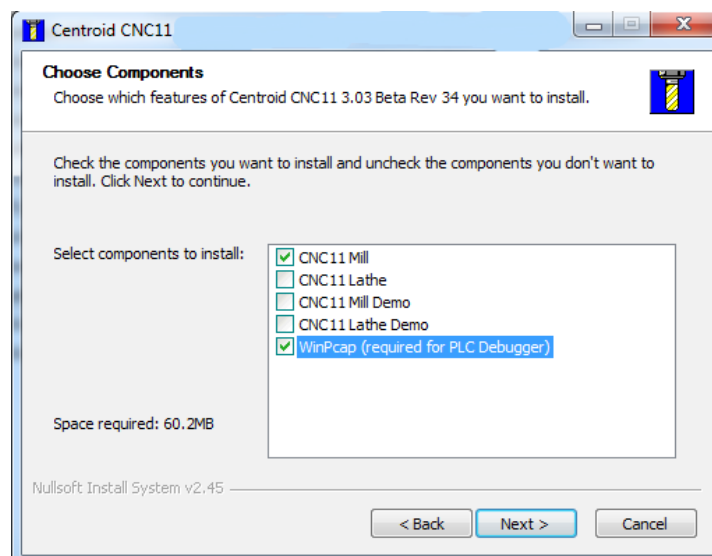 Centroid CNC11
Choose Components
Choose which features of Centroid CNC11 3.03 Beta Rev 34 you want to install.
Check the components you want to install and uncheck the components you don't want to
install. Click Next to continue.
Select components to install:
CNC11 Mill
CNC11 Lathe
CNC11 Mill Demo
CNC11 Lathe Demo
WinPcap (required for PLC Debugger)
Space required: 60.2MB
Nullsoft Install System v2.45
< Back
Next >
Cancel